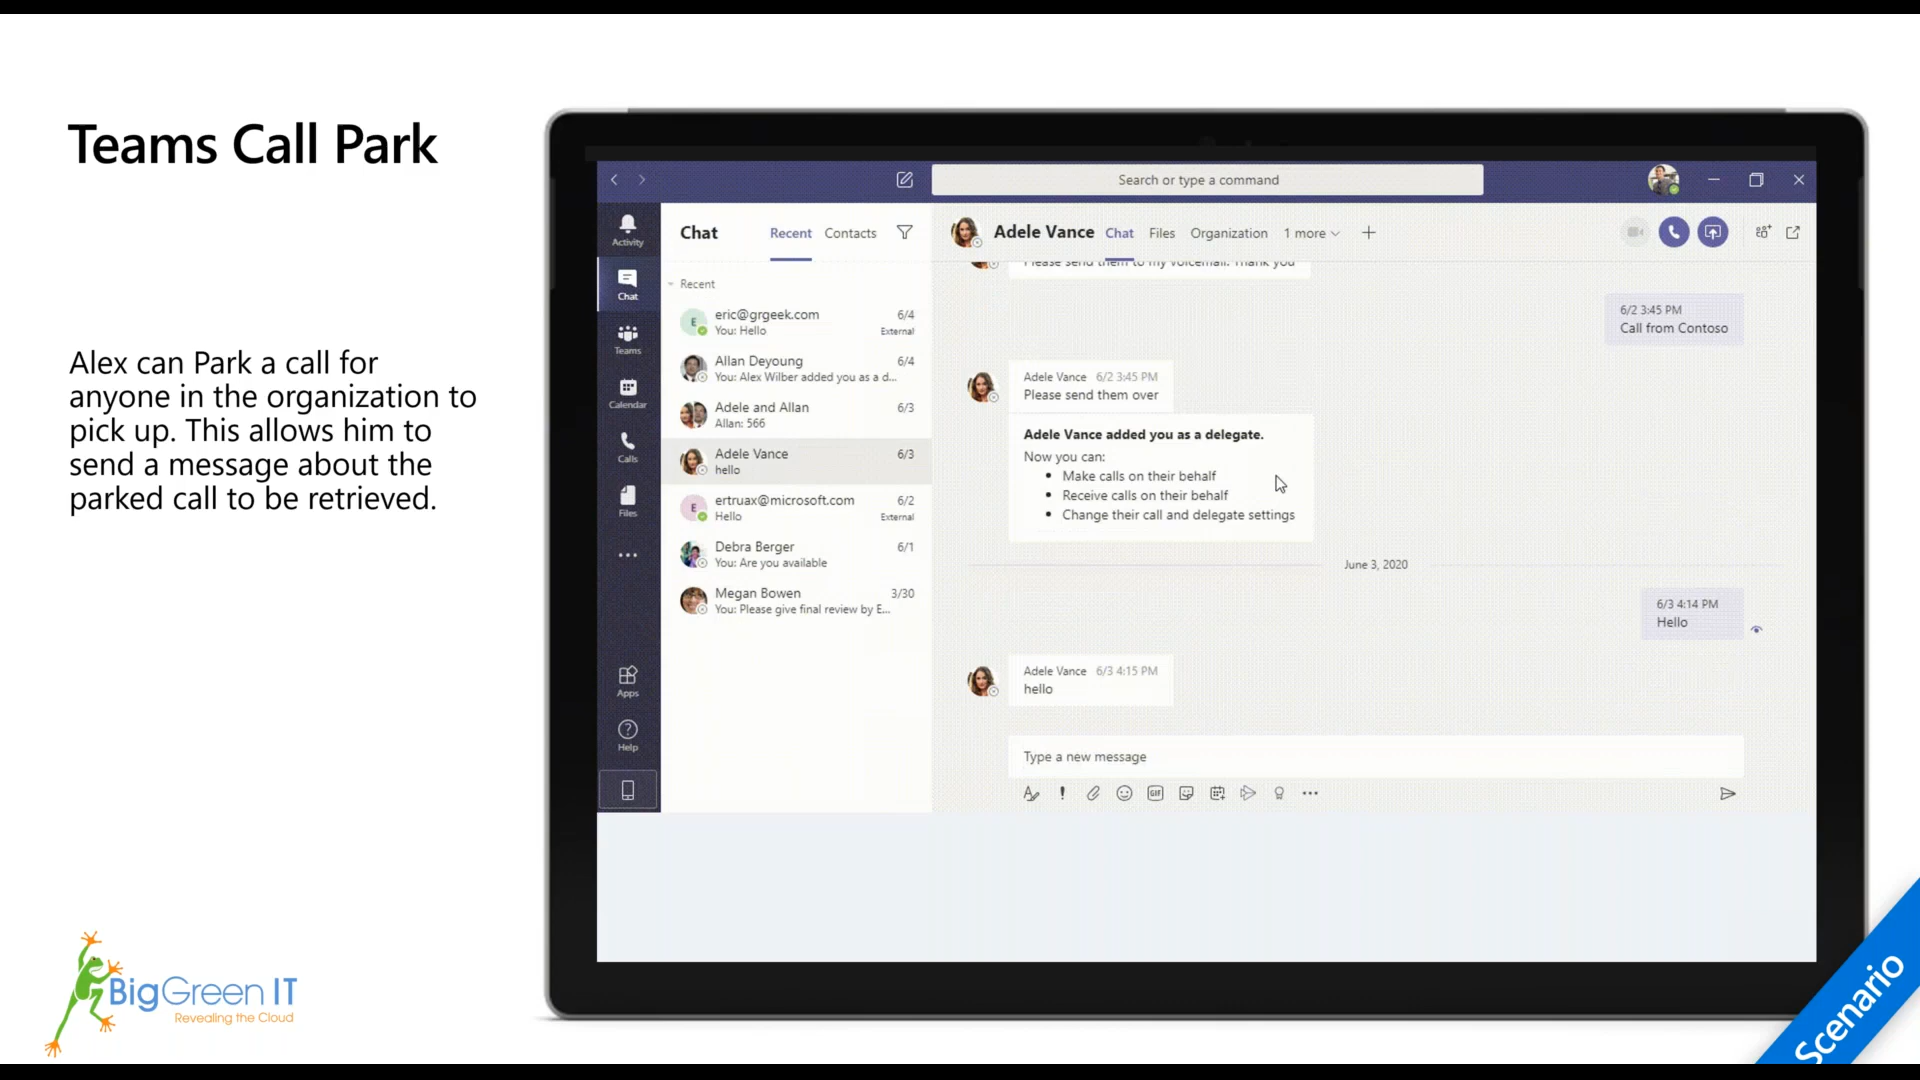 Teams Call Park
Alex can Park a call for
anyone in the organization to
pick up. This allows him to
send a message about the
parked call to be retrieved.
BigGreen IT
Revealing the Cloud
Search or type a command
Activity
Chat
Teams
Calendar
Calls
Files
Apps
Help
Chat
Recent
Contacts
Recent
E
eric@grgeek.com 6/4
You: Hello External
Allan Deyoung 6/4
You: Alex Wilber added you as a d...
Adele and Allan 6/3
Allan: 566
Adele Vance 6/3
hello
E
ertruax@microsoft.com 6/2
Hello External
Debra Berger 6/1
You: Are you available
Megan Bowen 3/30
You: Please give final review by E...
Adele Vance Chat Files Organization 1 more
Please send them to my voicemail. Thank you
6/2 3:45 PM
Call from Contoso
Adele Vance 6/2 3:45 PM
Please send them over
Adele Vance added you as a delegate.
Now you can:
• Make calls on their behalf
• Receive calls on their behalf
• Change their call and delegate settings
June 3, 2020
6/3 4:14 PM
Hello
Adele Vance 6/3 4:15 PM
hello
Type a new message
GIF
Scenario